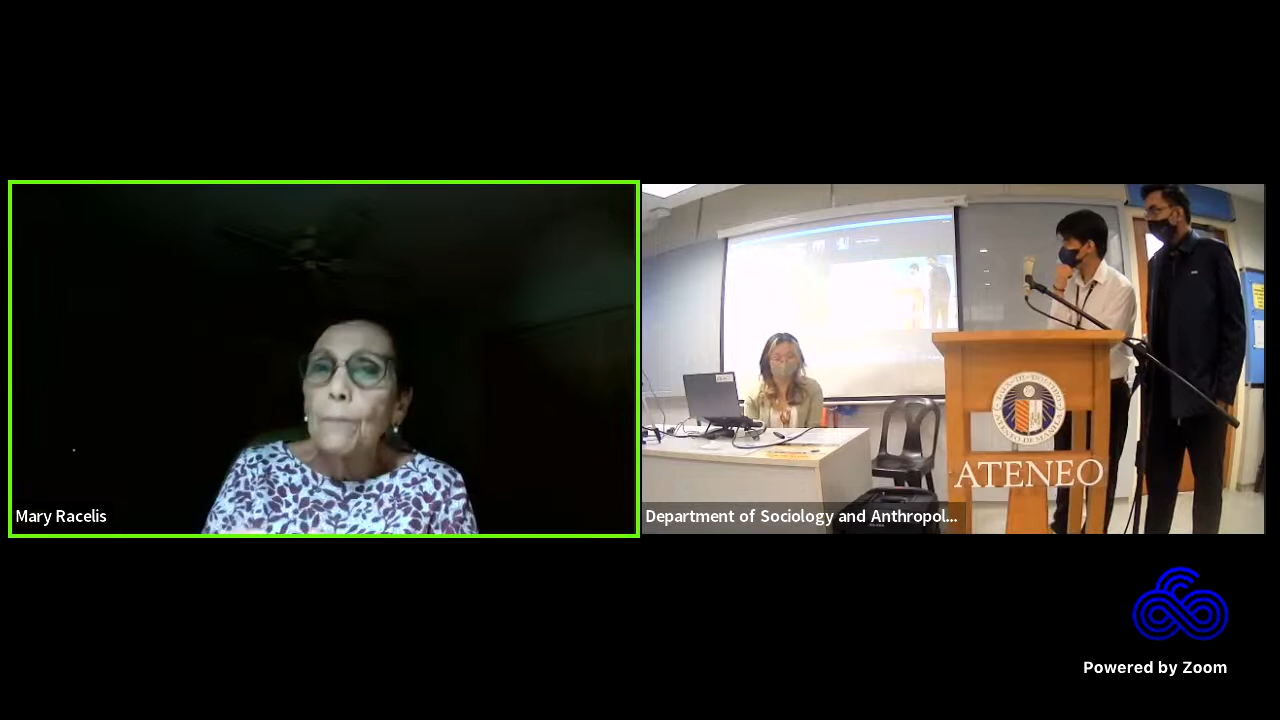 Mary Racelis
Department of Sociology and Anthropol...
ATENEO
Powered by Zoom